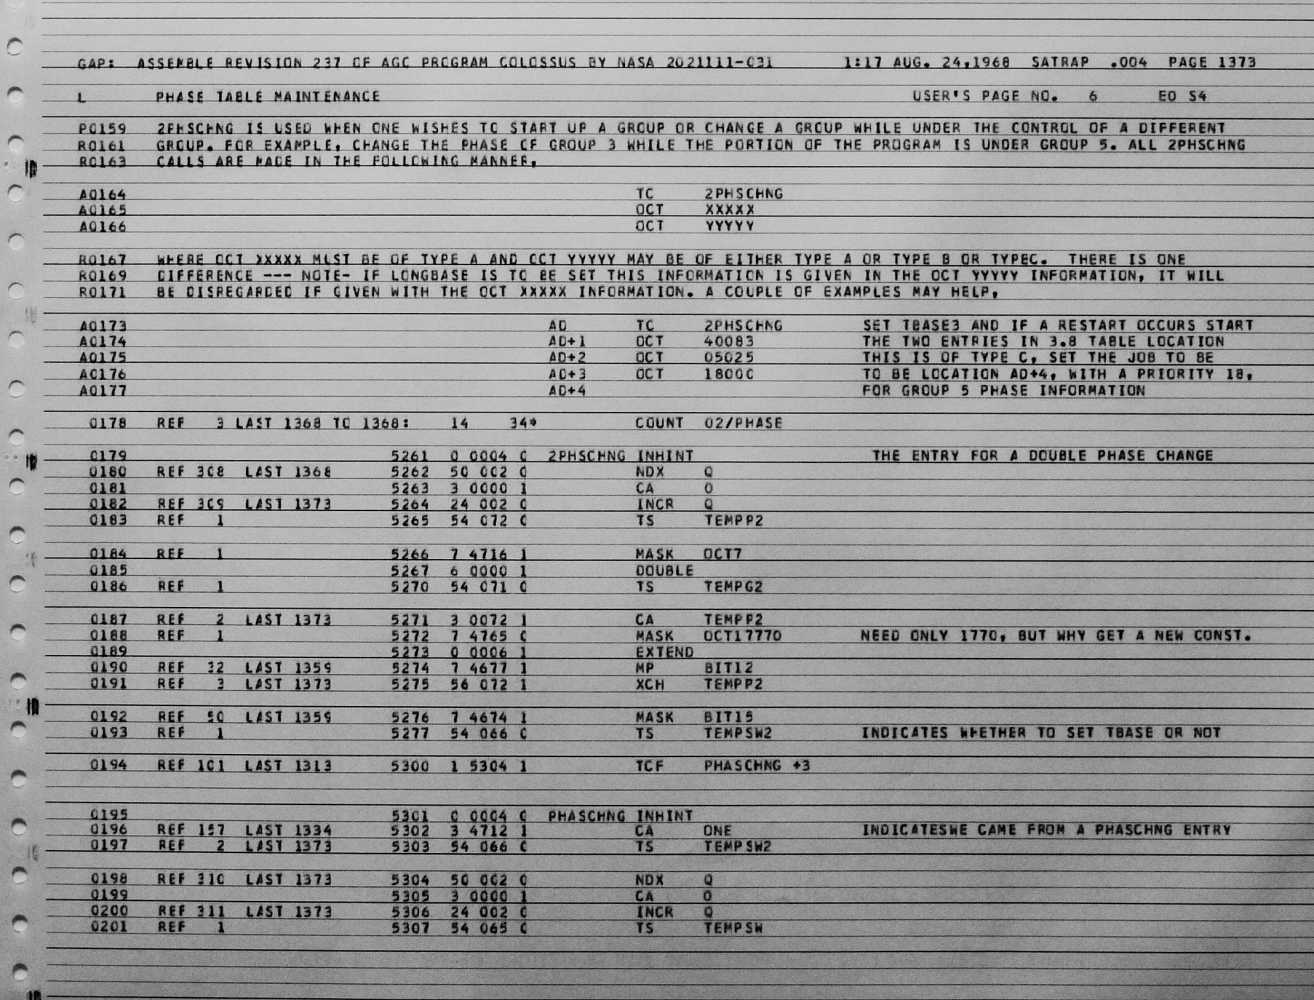 GAP: ASSEMBLE REVISION 237 OF AGC PROGRAM COLOSSUS BY NASA 2021111-031 1:17 AUG. 24,1968 SATRAP .004 PAGE 1373
L PHASE TABLE MAINTENANCE USER'S PAGE NO. 6 E0 S4
P0159 2PHSCHNG IS USED WHEN ONE WISHES TO START UP A GROUP OR CHANGE A GROUP WHILE UNDER THE CONTROL OF A DIFFERENT
R0161 GROUP. FOR EXAMPLE, CHANGE THE PHASE OF GROUP 3 WHILE THE PORTION OF THE PROGRAM IS UNDER GROUP 5. ALL 2PHSCHNG
R0163 CALLS ARE MADE IN THE FOLLOWING MANNER,
A0164 TC 2PHSCHNG
A0165 OCT XXXXX
A0166 OCT YYYYY
R0167 WHERE OCT XXXXX MUST BE OF TYPE A AND OCT YYYYY MAY BE OF EITHER TYPE A OR TYPE B OR TYPEC. THERE IS ONE
R0169 DIFFERENCE --- NOTE- IF LONGBASE IS TO BE SET THIS INFORMATION IS GIVEN IN THE OCT YYYYY INFORMATION, IT WILL
R0171 BE DISREGARDED IF GIVEN WITH THE OCT XXXXX INFORMATION. A COUPLE OF EXAMPLES MAY HELP,
A0173 AD TC 2PHSCHNG SET TBASE3 AND IF A RESTART OCCURS START
A0174 AD+1 OCT 40083 THE TWO ENTRIES IN 3.8 TABLE LOCATION
A0175 AD+2 OCT 05025 THIS IS OF TYPE C, SET THE JOB TO BE
A0176 AD+3 OCT 18000 TO BE LOCATION AD+4, WITH A PRIORITY 18,
A0177 AD+4 FOR GROUP 5 PHASE INFORMATION
0178 REF 3 LAST 1368 TO 1368: 14 34* COUNT 02/PHASE
0179 5261 0 0004 0 2PHSCHNG INHINT THE ENTRY FOR A DOUBLE PHASE CHANGE
0180 REF 308 LAST 1368 5262 50 002 0 NDX Q
0181 5263 3 0000 1 CA 0
0182 REF 309 LAST 1373 5264 24 002 0 INCR Q
0183 REF 1 5265 54 072 0 TS TEMPP2
0184 REF 1 5266 7 4716 1 MASK OCT7
0185 5267 6 0000 1 DOUBLE
0186 REF 1 5270 54 071 0 TS TEMPG2
0187 REF 2 LAST 1373 5271 3 0072 1 CA TEMPP2
0188 REF 1 5272 7 4765 0 MASK OCT17770 NEED ONLY 1770, BUT WHY GET A NEW CONST.
0189 5273 0 0006 1 EXTEND
0190 REF 32 LAST 1359 5274 7 4677 1 MP BIT12
0191 REF 3 LAST 1373 5275 56 072 1 XCH TEMPP2
0192 REF 50 LAST 1359 5276 7 4674 1 MASK BIT15
0193 REF 1 5277 54 066 0 TS TEMPSW2 INDICATES WHETHER TO SET TBASE OR NOT
0194 REF 101 LAST 1313 5300 1 5304 1 TCF PHASCHNG +3
0195 5301 0 0004 0 PHASCHNG INHINT
0196 REF 157 LAST 1334 5302 3 4712 1 CA ONE INDICATESWE CAME FROM A PHASCHNG ENTRY
0197 REF 2 LAST 1373 5303 54 066 0 TS TEMPSW2
0198 REF 310 LAST 1373 5304 50 002 0 NDX Q
0199 5305 3 0000 1 CA 0
0200 REF 311 LAST 1373 5306 24 002 0 INCR Q
0201 REF 1 5307 54 065 0 TS TEMPSW